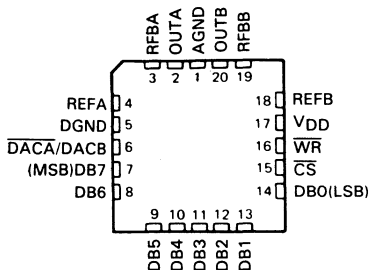 RFBA
OUTA
AGND
OUTB
RFBB
3 2 1 20 19
REFA 4
DGND 5
DACA/DACB 6
(MSB)DB7 7
DB6 8
18 REFB
17 VDD
16 WR
15 CS
14 DB0(LSB)
9 10 11 12 13
DB5
DB4
DB3
DB2
DB1